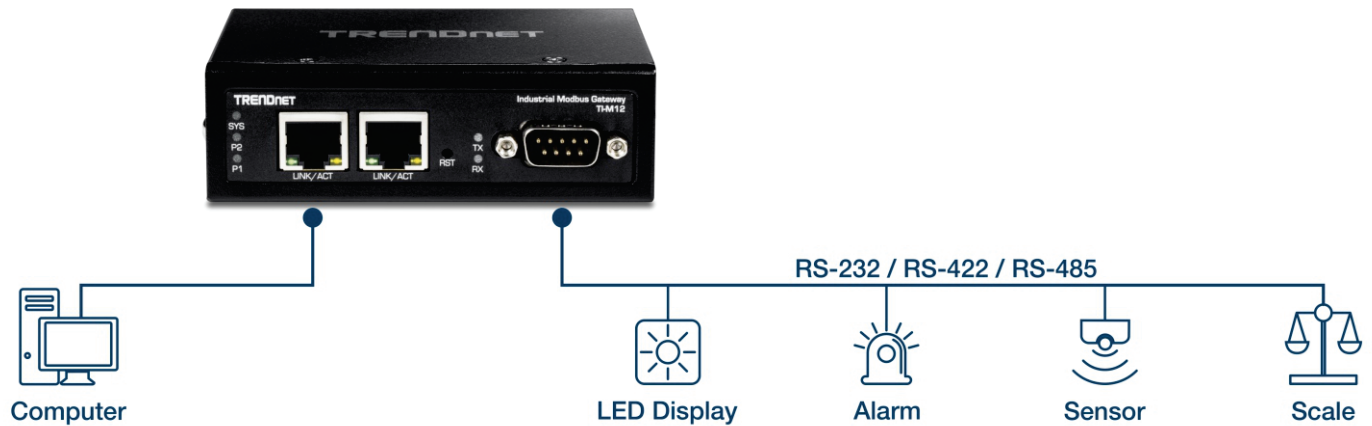 TRENDNET
TRENDNET
Industrial Modbus Gateway
TI-M12
SYS
P2
P1
LINK/ACT
LINK/ACT
RST
TX
RX
RS-232 / RS-422 / RS-485
Computer
LED Display
Alarm
Sensor
Scale